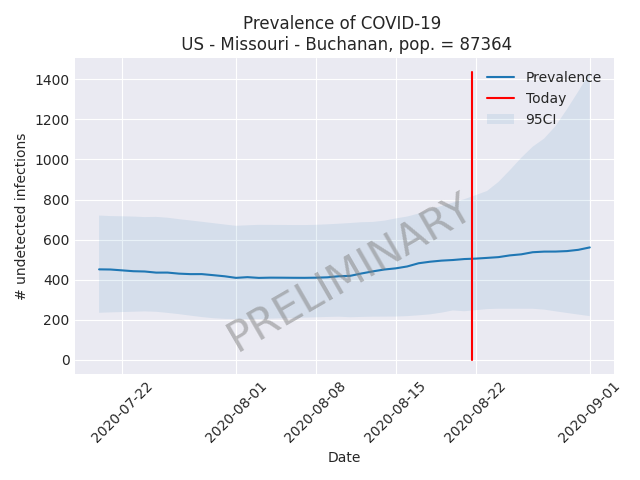 Prevalence of COVID-19
US - Missouri - Buchanan, pop. = 87364
1400
1200
1000
800
600
400
200
0
# undetected infections
Prevalence
Today
95CI
PRELIMINARY
2020-07-22
2020-08-01
2020-08-08
2020-08-15
2020-08-22
2020-09-01
Date